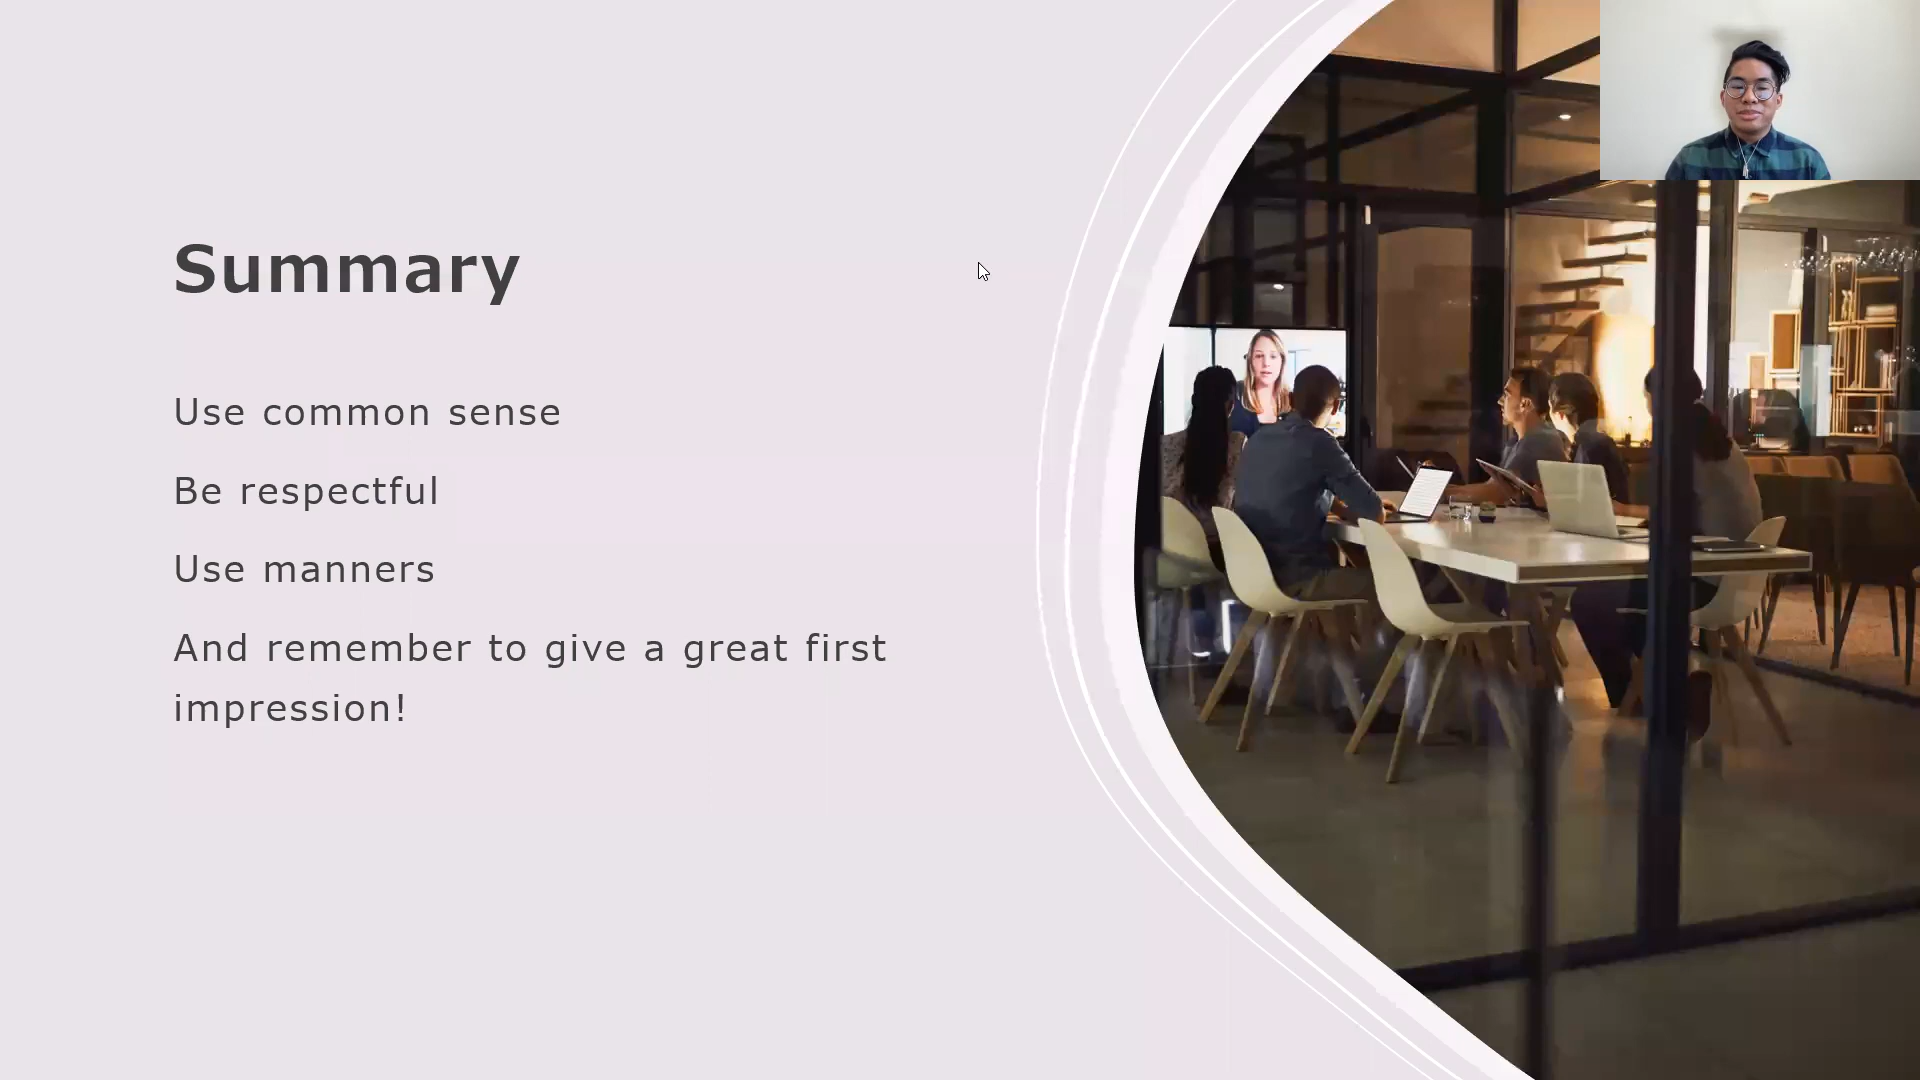 Summary
Use common sense
Be respectful
Use manners
And remember to give a great first
impression!